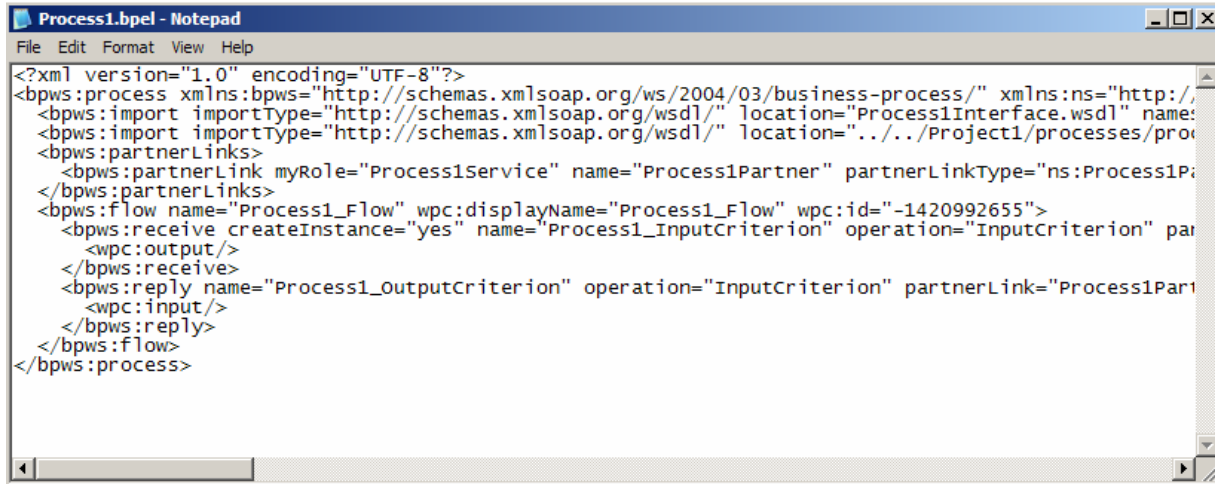 Process1.bpel - Notepad
File Edit Format View Help
<?xml version="1.0" encoding="UTF-8"?>
<bpws:process xmlns:bpws="http://schemas.xmlsoap.org/ws/2004/03/business-process/" xmlns:ns="http:/
<bpws:import importType="http://schemas.xmlsoap.org/wsdl/" location="Process1Interface.wsdl"
<bpws:import importType="http://schemas.xmlsoap.org/wsdl/" location="../../Project1/processes/
<bpws:partnerLinks>
<bpws:partnerLink myRole="Process1Service" name="Process1Partner" partnerLinkType="ns:Process1P
</bpws:partnerLinks>
<bpws:flow name="Process1_Flow" wpc:displayName="Process1_Flow" wpc:id="-1420992655">
<bpws:receive createInstance="yes" name="Process1_InputCriterion" operation="InputCriterion"
<wpc:output/>
</bpws:receive>
<bpws:reply name="Process1_OutputCriterion" operation="InputCriterion" partnerLink="Process1Par
<wpc:input/>
</bpws:reply>
</bpws:flow>
</bpws:process>